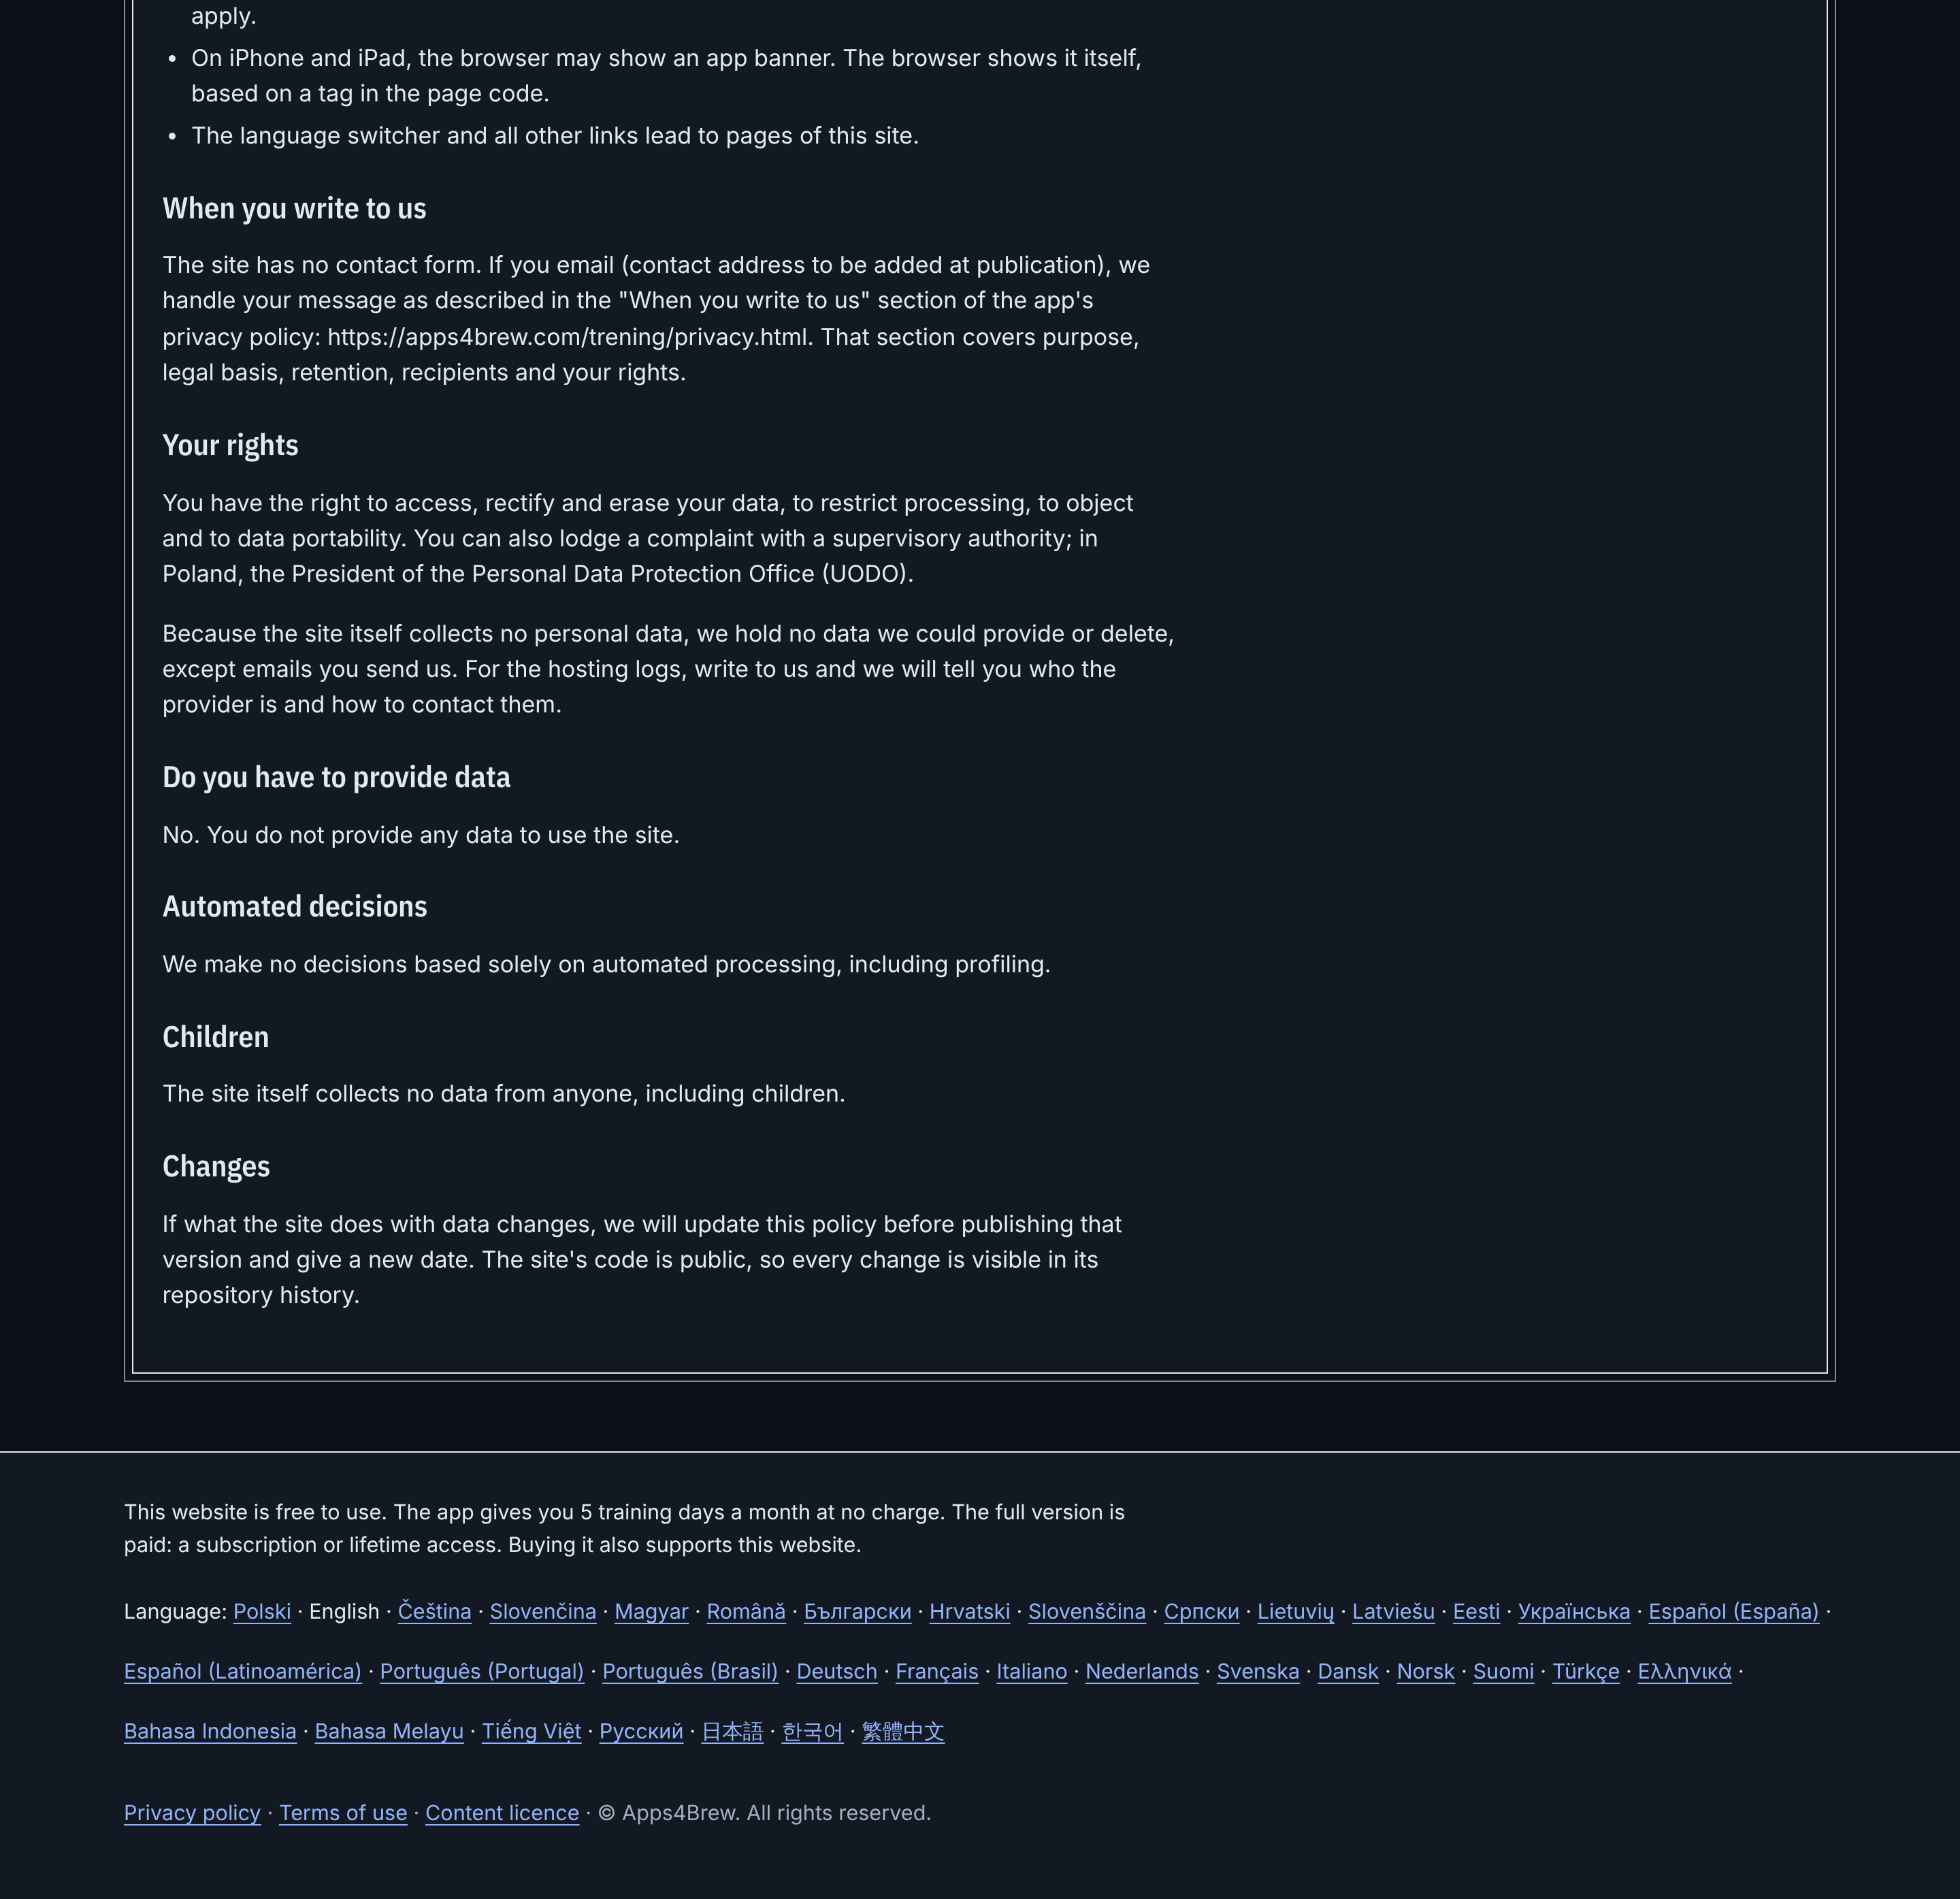 apply.
• On iPhone and iPad, the browser may show an app banner. The browser shows it itself,
based on a tag in the page code.
• The language switcher and all other links lead to pages of this site.
When you write to us
The site has no contact form. If you email (contact address to be added at publication), we
handle your message as described in the "When you write to us" section of the app's
privacy policy: https://apps4brew.com/trening/privacy.html. That section covers purpose,
legal basis, retention, recipients and your rights.
Your rights
You have the right to access, rectify and erase your data, to restrict processing, to object
and to data portability. You can also lodge a complaint with a supervisory authority; in
Poland, the President of the Personal Data Protection Office (UODO).
Because the site itself collects no personal data, we hold no data we could provide or delete,
except emails you send us. For the hosting logs, write to us and we will tell you who the
provider is and how to contact them.
Do you have to provide data
No. You do not provide any data to use the site.
Automated decisions
We make no decisions based solely on automated processing, including profiling.
Children
The site itself collects no data from anyone, including children.
Changes
If what the site does with data changes, we will update this policy before publishing that
version and give a new date. The site's code is public, so every change is visible in its
repository history.
This website is free to use. The app gives you 5 training days a month at no charge. The full version is
paid: a subscription or lifetime access. Buying it also supports this website.
Language: Polski · English · Čeština · Slovenčina · Magyar · Română · Български · Hrvatski · Slovenščina · Српски · Lietuvių · Latviešu · Eesti · Українська · Español (España) ·
Español (Latinoamérica) · Português (Portugal) · Português (Brasil) · Deutsch · Français · Italiano · Nederlands · Svenska · Dansk · Norsk · Suomi · Türkçe · Ελληνικά ·
Bahasa Indonesia · Bahasa Melayu · Tiếng Việt · Русский · 日本語 · 한국어 · 繁體中文
Privacy policy · Terms of use · Content licence · © Apps4Brew. All rights reserved.